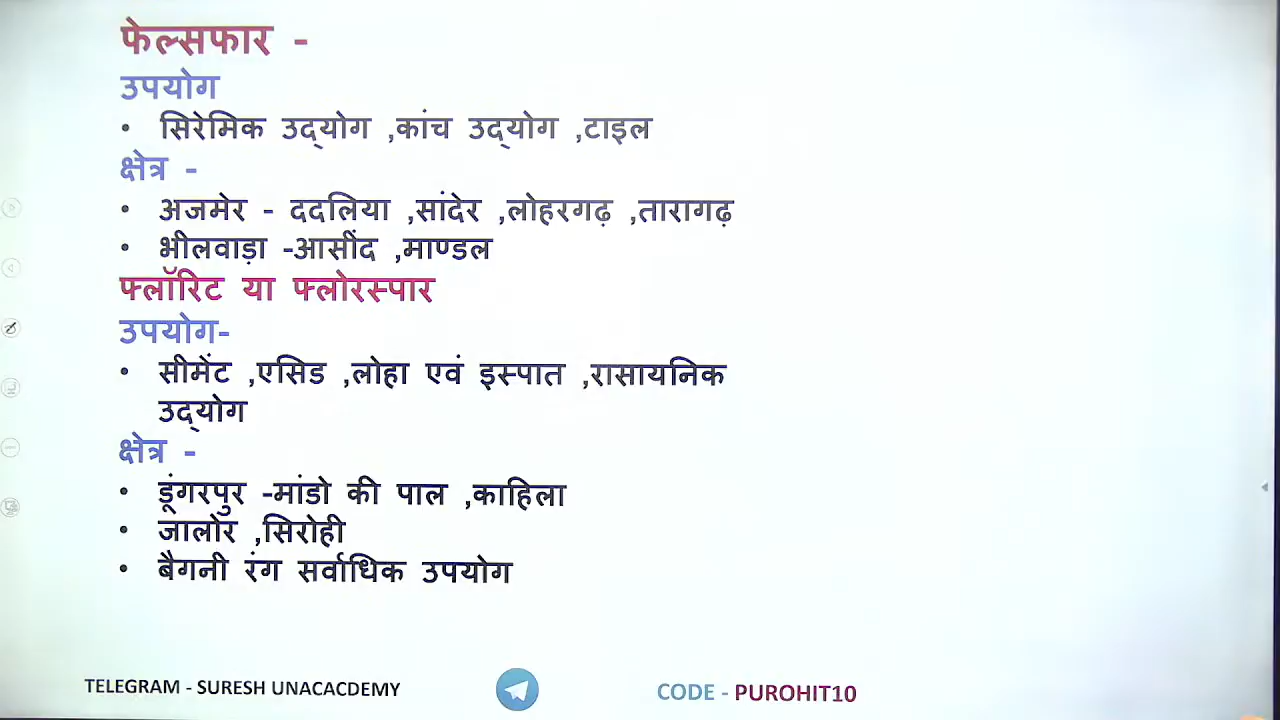 फेल्सफार -
उपयोग
• सिरेमिक उद्‌योग ,कांच उद्‌योग ,टाइल
क्षेत्र -
• अजमेर - ददलिया ,सांदेर ,लोहरगढ़ ,तारागढ़
• भीलवाड़ा -आसींद ,माण्डल
फ्लॉरिट या फ्लोरस्पार
उपयोग-
• सीमेंट ,एसिड ,लोहा एवं इस्पात ,रासायनिक
उद्‌योग
क्षेत्र -
• डूंगरपुर -मांडो की पाल ,काहिला
• जालोर ,सिरोही
• बैगनी रंग सर्वाधिक उपयोग
TELEGRAM - SURESH UNACACDEMY
CODE - PUROHIT10